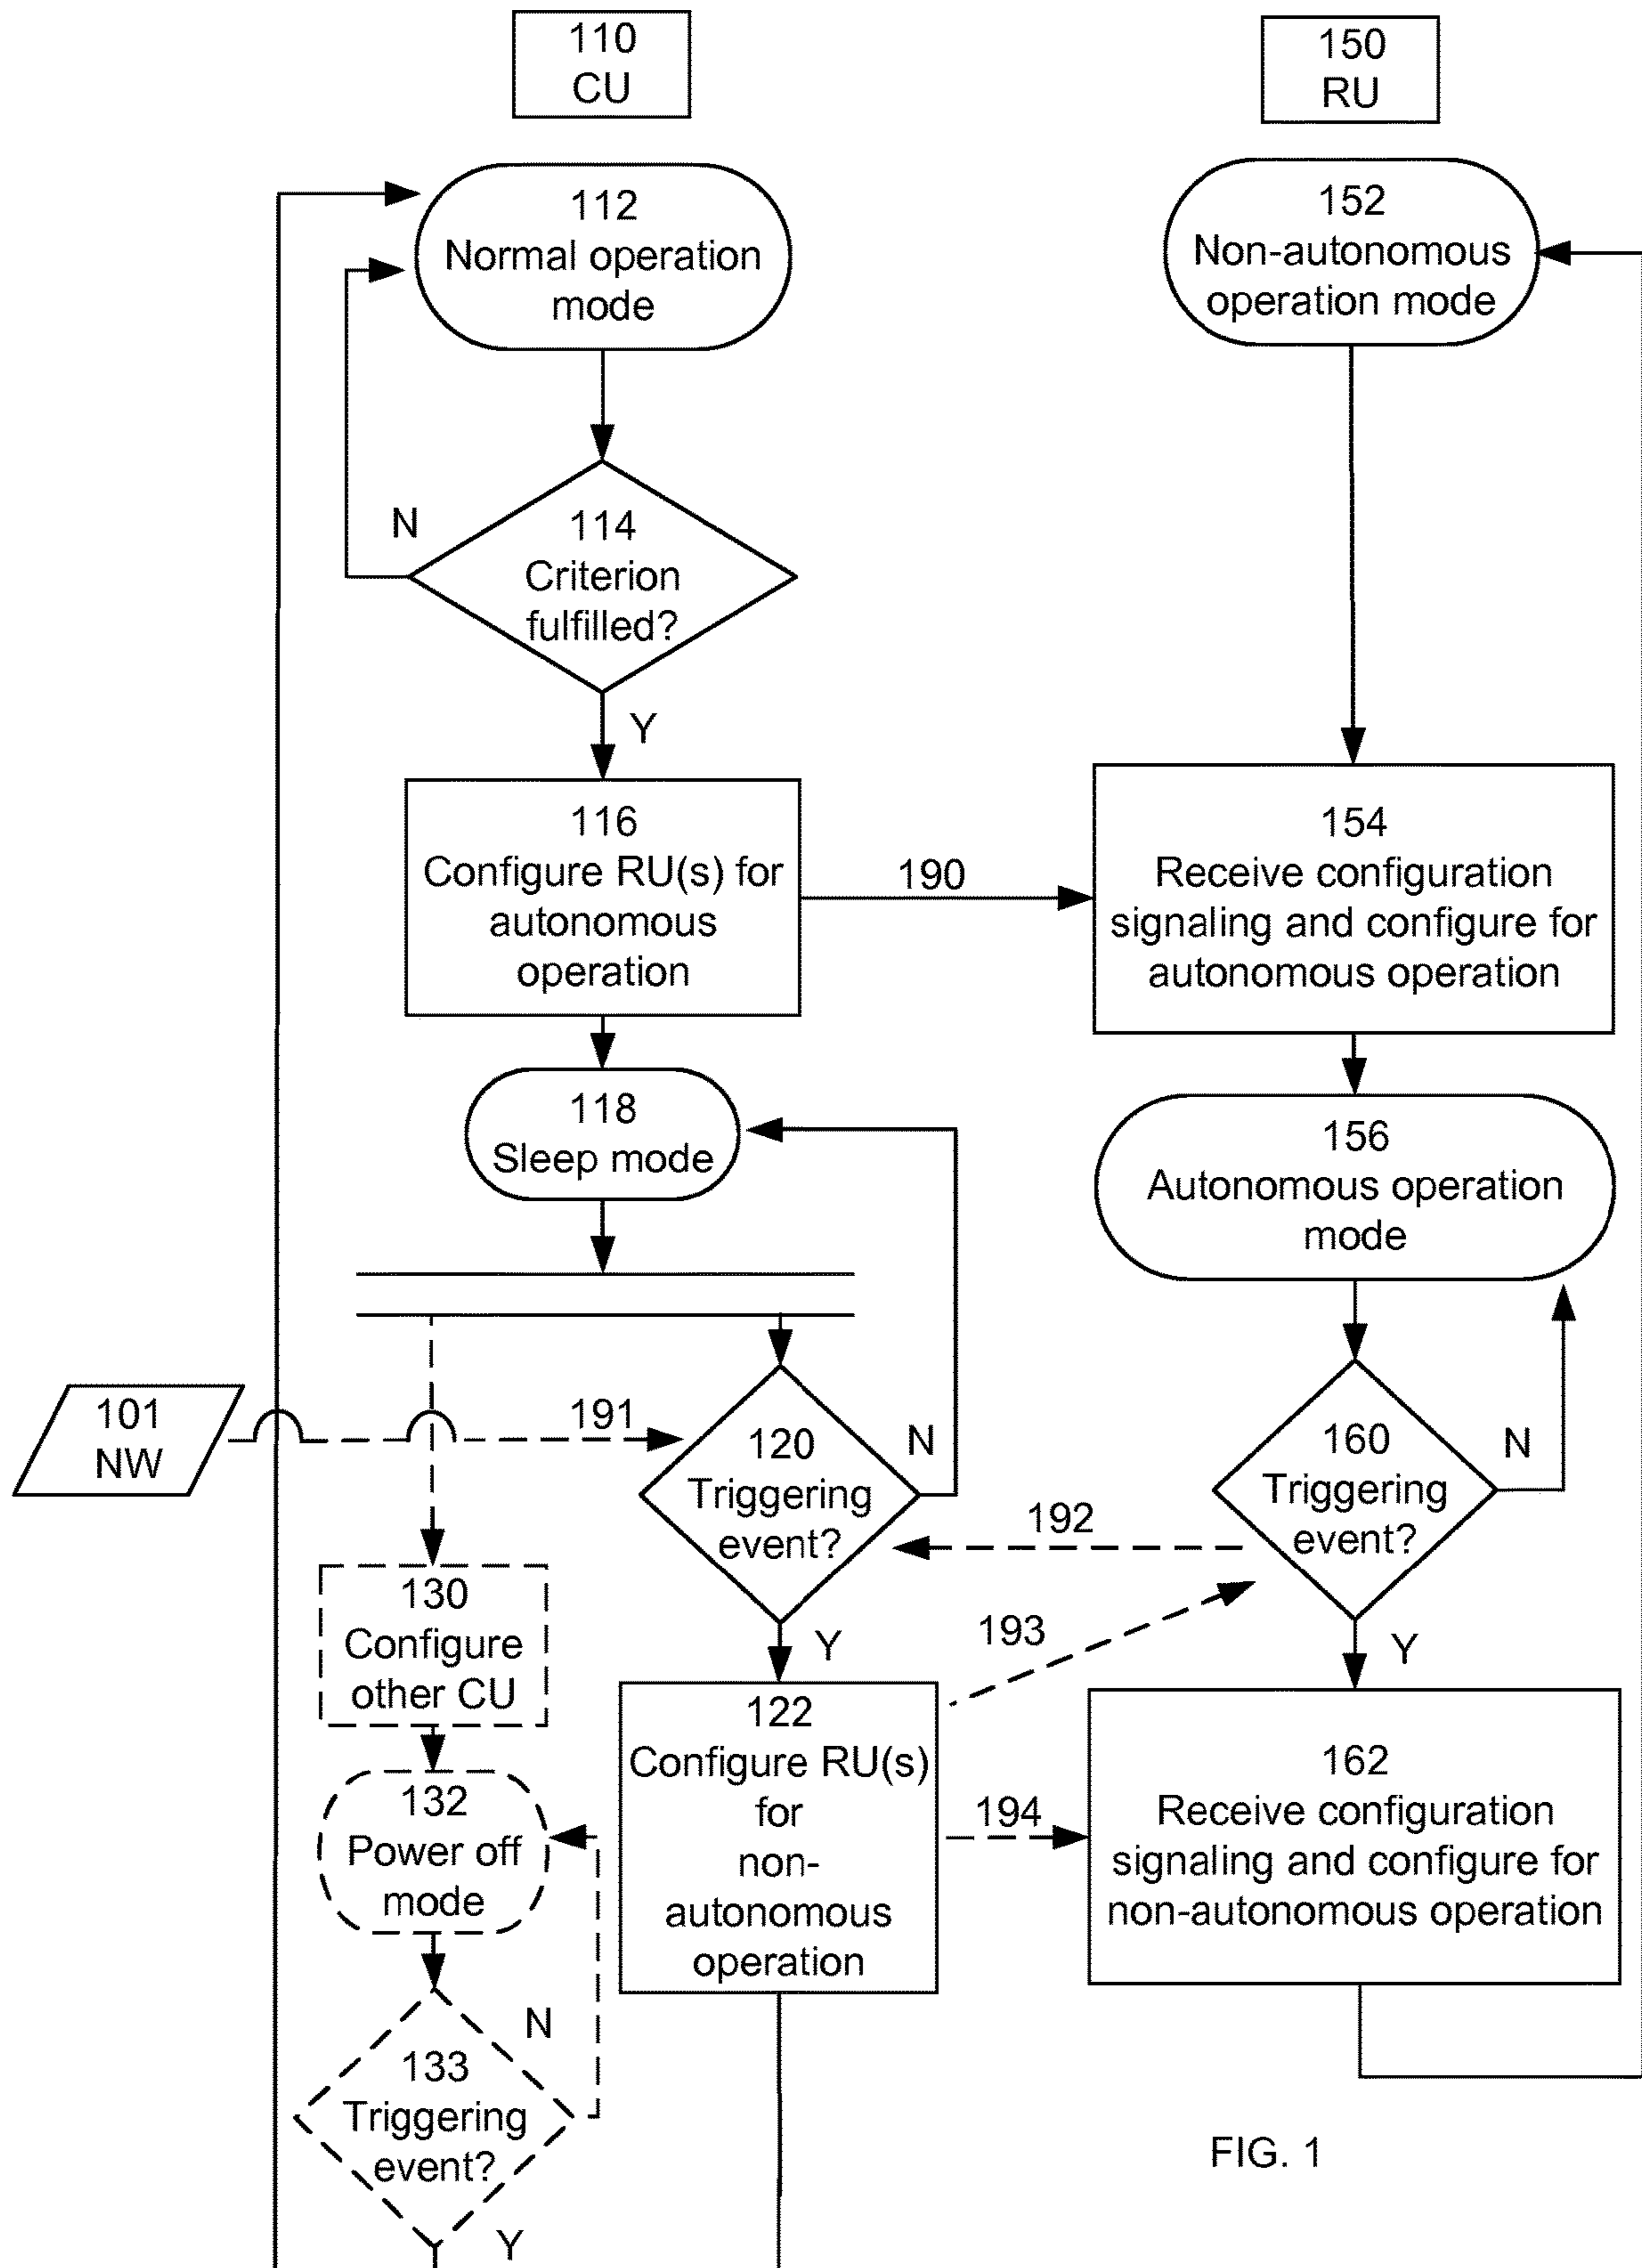 110
CU
150
RU
112
Normal operation
mode
152
Non-autonomous
operation mode
N
114
Criterion
fulfilled?
Y
116
Configure RU(s) for
autonomous
operation
190
154
Receive configuration
signaling and configure for
autonomous operation
118
Sleep mode
156
Autonomous operation
mode
101
NW
191
120
Triggering
event?
N
160
Triggering
event?
N
192
130
Configure
other CU
Y
193
Y
122
Configure RU(s)
for
non-
autonomous
operation
194
162
Receive configuration
signaling and configure for
non-autonomous operation
132
Power off
mode
N
133
Triggering
event?
Y
FIG. 1